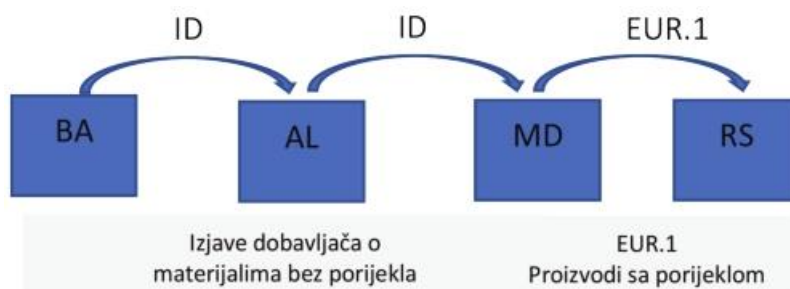 ID ID EUR.1
BA AL MD RS
Izjave dobavljača o
materijalima bez porijekla
EUR.1
Proizvodi sa porijeklom